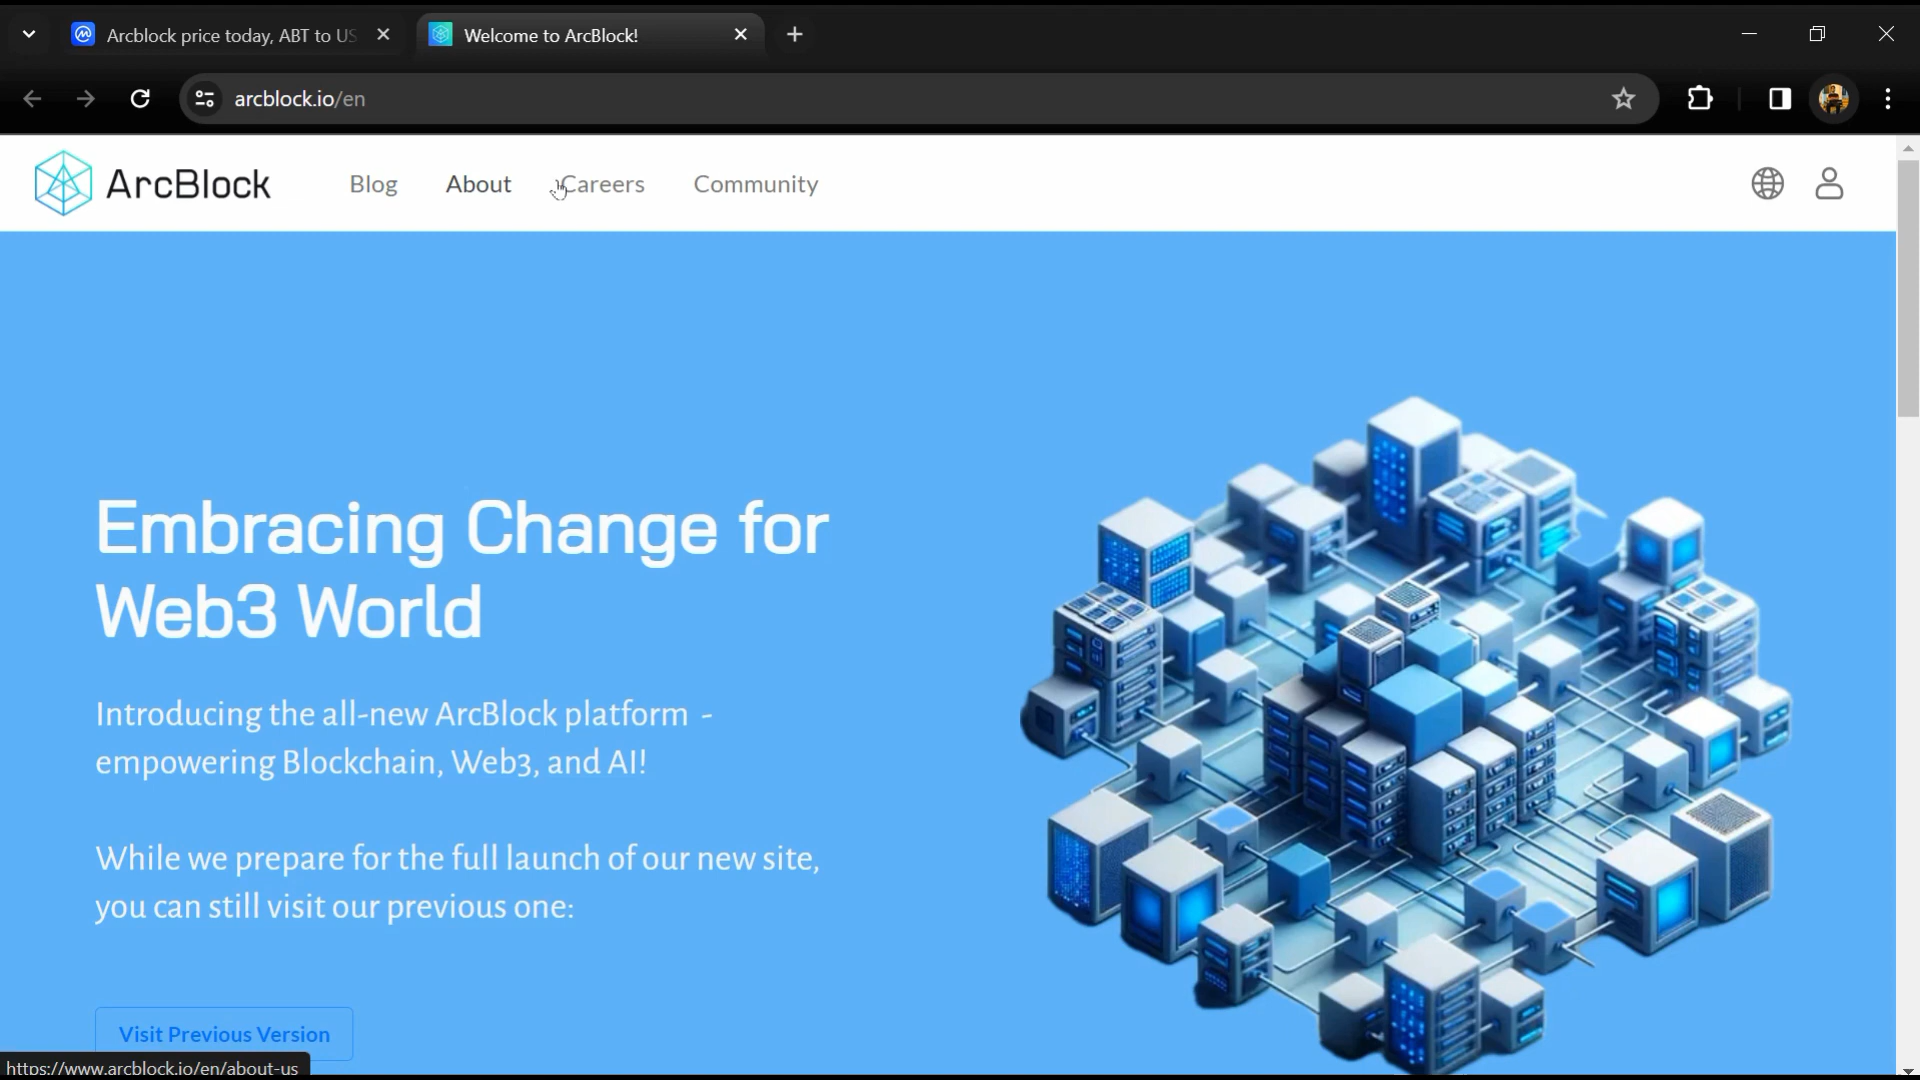 Arcblock price today, ABT to US
Welcome to ArcBlock!
arcblock.io/en
ArcBlock
Blog
About
Careers
Community
Embracing Change for
Web3 World
Introducing the all-new ArcBlock platform -
empowering Blockchain, Web3, and AI!
While we prepare for the full launch of our new site,
you can still visit our previous one:
Visit Previous Version
https://www.arcblock.io/en/about-us